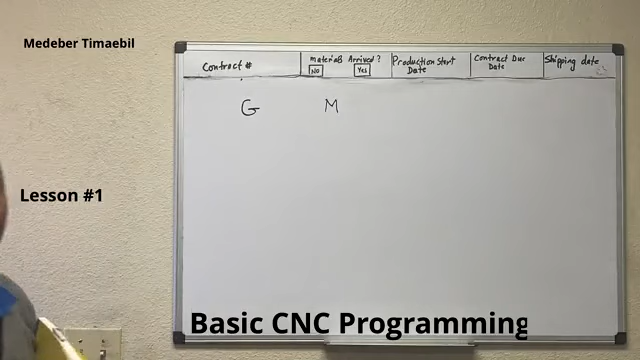 Medeber Timaebil
Contract #
Materials Arrived?
No Yes
Production Start
Date
Contract Due
Date
Shipping date
G M
Lesson #1
Basic CNC Programming